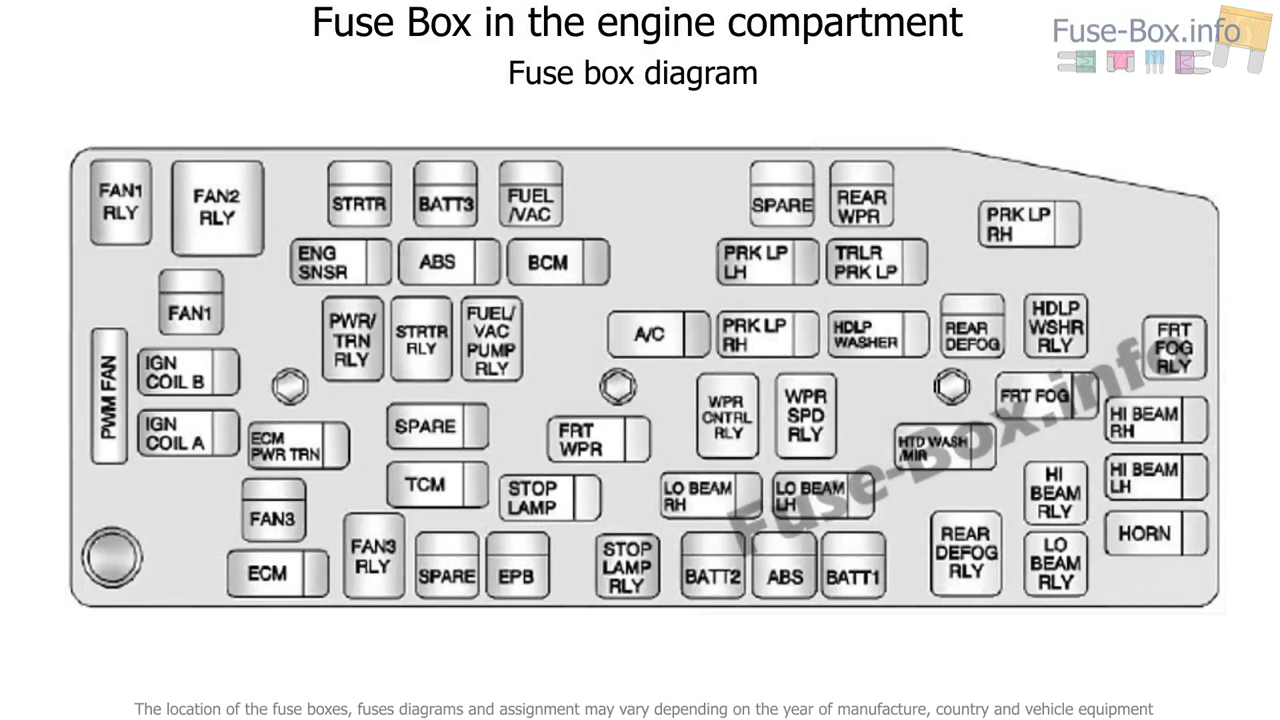 Fuse Box in the engine compartment
Fuse-Box.info
Fuse box diagram
FAN1
RLY
FAN2
RLY
STRTR
BATT3
FUEL
/VAC
SPARE
REAR
WPR
PRK LP
RH
ENG
SNSR
ABS
BCM
PRK LP
LH
TRLR
PRK LP
FAN1
PWR/
TRN
RLY
STRTR
RLY
FUEL/
VAC
PUMP
RLY
A/C
PRK LP
RH
HDLP
WASHER
REAR
DEFOG
HDLP
WSHR
RLY
FRT
FOG
RLY
PWM FAN
IGN
COIL B
IGN
COIL A
ECM
PWR TRN
SPARE
FRT
WPR
WPR
CNTRL
RLY
WPR
SPD
RLY
FRT FOG
HTD WASH
/MIR
HI BEAM
RH
TCM
STOP
LAMP
LO BEAM
RH
LO BEAM
LH
HI
BEAM
RLY
HI BEAM
LH
FAN3
ECM
FAN3
RLY
SPARE
EPB
STOP
LAMP
RLY
BATT2
ABS
BATT1
REAR
DEFOG
RLY
LO
BEAM
RLY
HORN
Fuse-Box.info
The location of the fuse boxes, fuses diagrams and assignment may vary depending on the year of manufacture, country and vehicle equipment